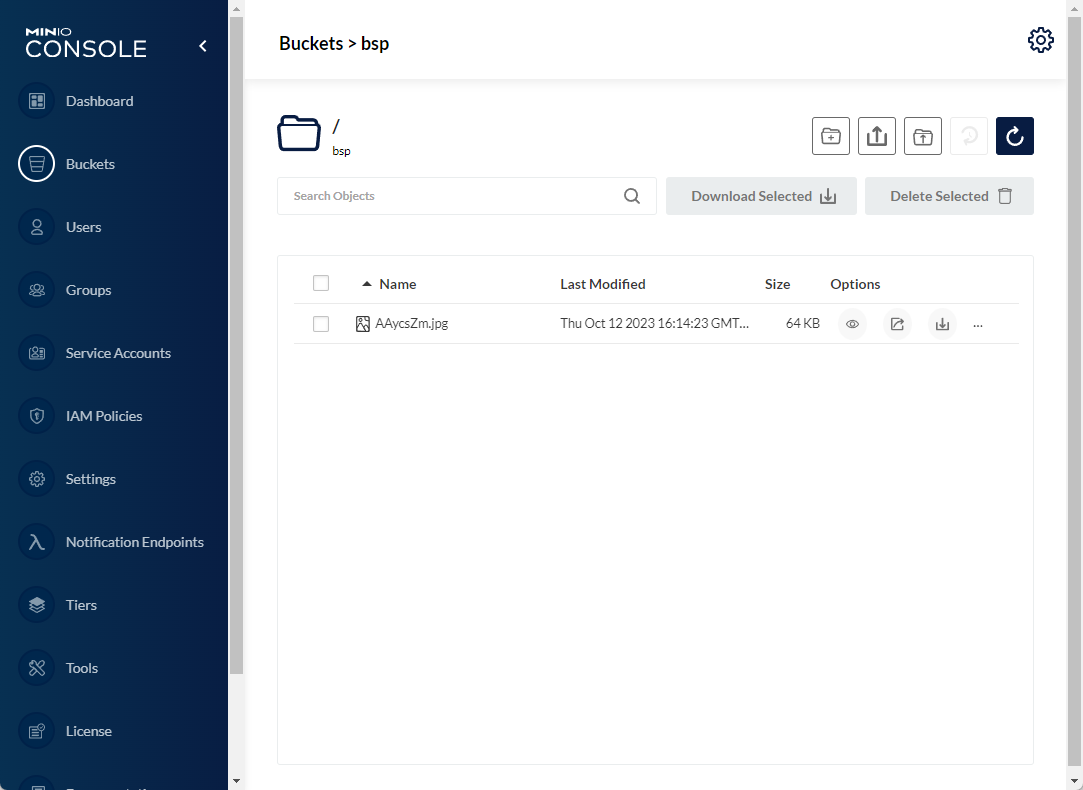 MINIO
CONSOLE
Dashboard
Buckets
Users
Groups
Service Accounts
IAM Policies
Settings
Notification Endpoints
Tiers
Tools
License
Buckets > bsp
/
bsp
Search Objects
Download Selected
Delete Selected
Name Last Modified Size Options
AAycsZm.jpg Thu Oct 12 2023 16:14:23 GMT... 64 KB ...